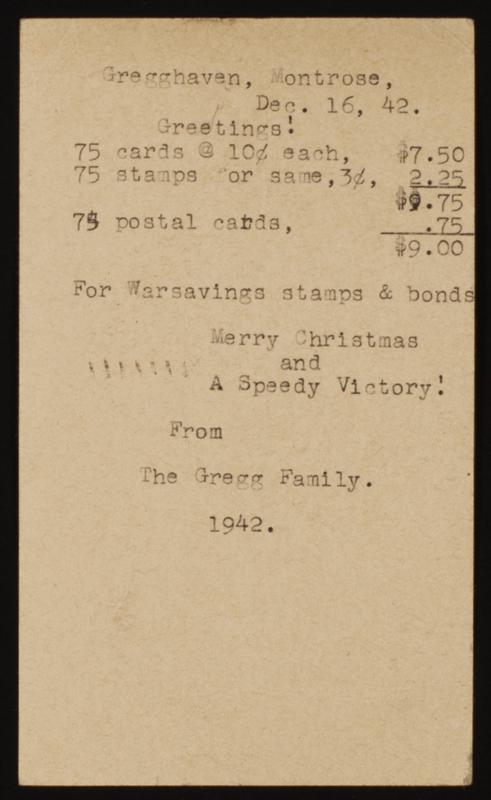 Gregghaven, Montrose,
Dec. 16, 42.
Greetings!
75 cards @ 10¢ each, $7.50
75 stamps for same,3¢, 2.25
$9.75
75 postal cards, .75
$9.00
For Warsavings stamps & bonds
Merry Christmas
and
A Speedy Victory!
From
The Gregg Family.
1942.